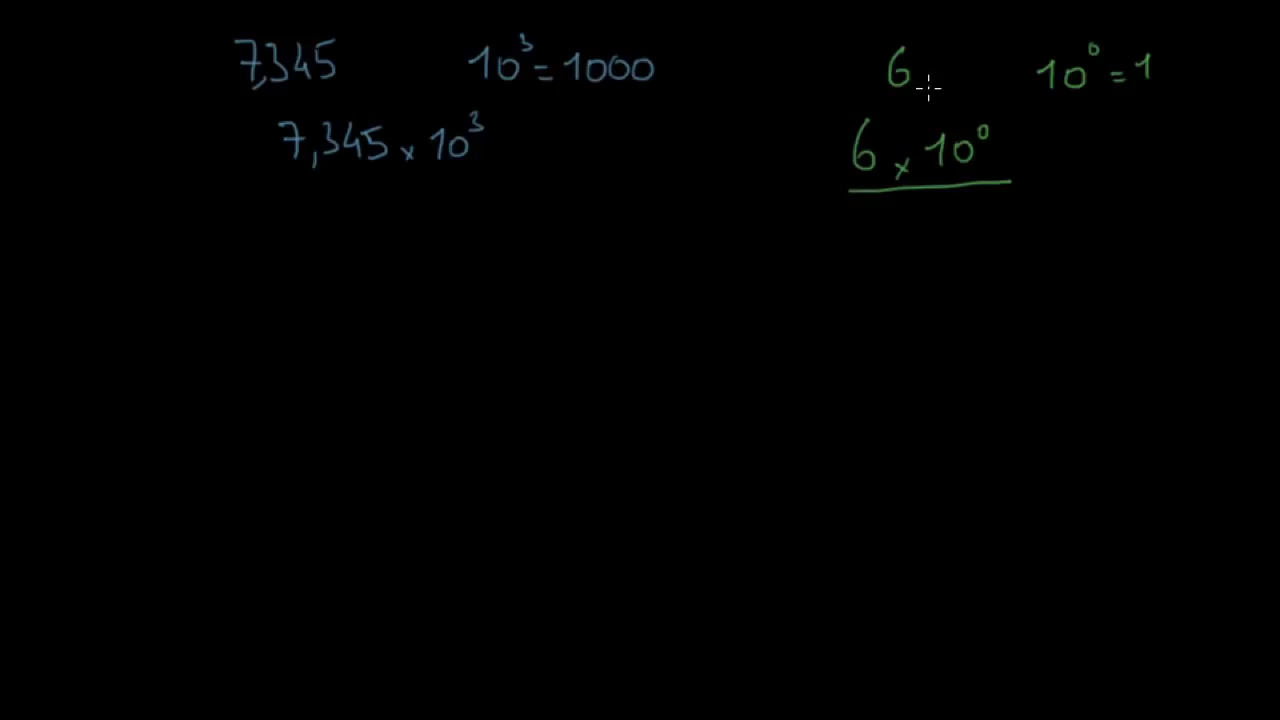 7,345 10³ = 1000
7,345 × 10³
6 10⁰ = 1
6 × 10⁰